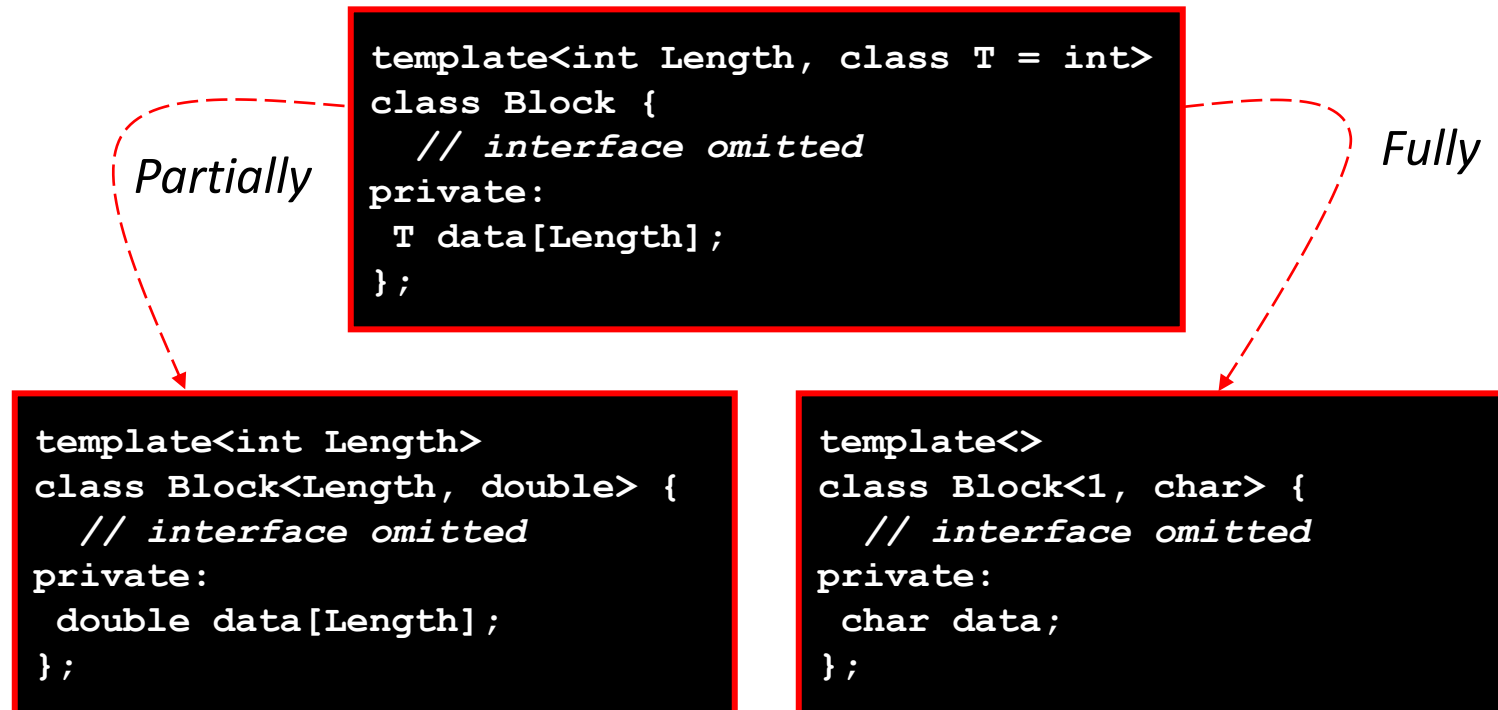 template<int Length, class T = int>
class Block {
// interface omitted
private:
T data[Length];
};
Partially
Fully
template<int Length>
class Block<Length, double> {
// interface omitted
private:
double data[Length];
};
template<>
class Block<1, char> {
// interface omitted
private:
char data;
};